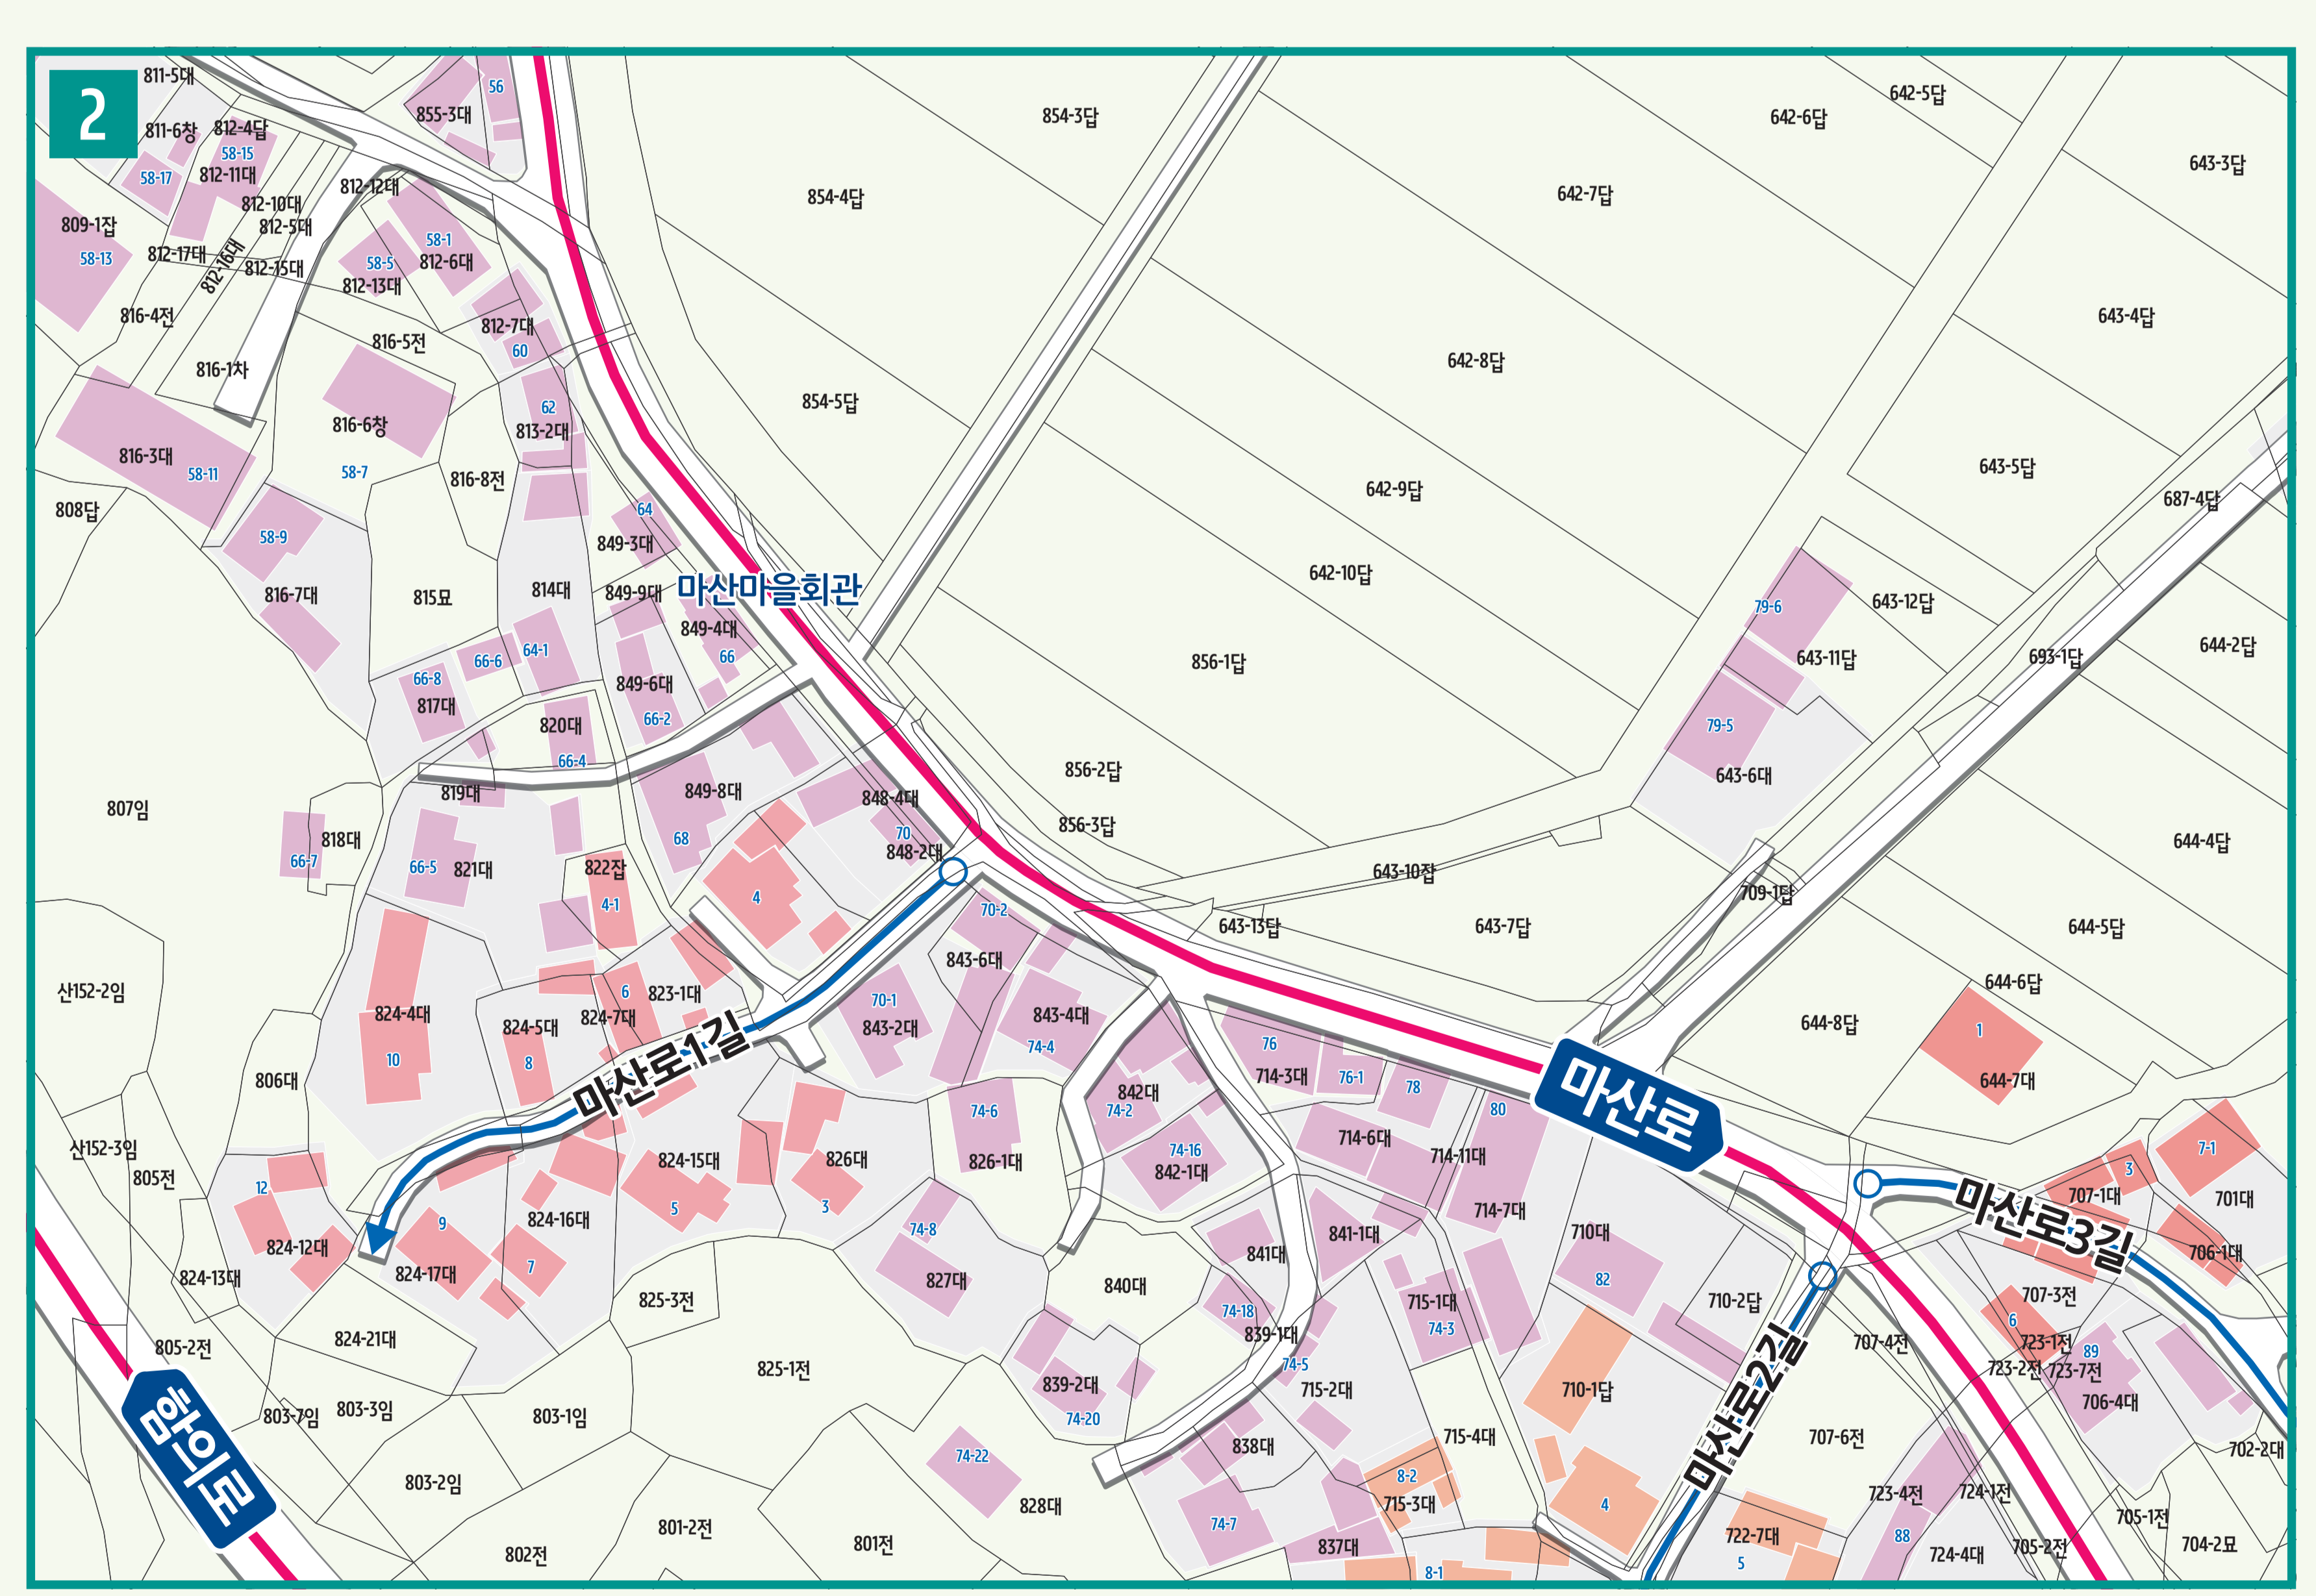 2
811-5대
855-3대
56
854-3답
642-6답
642-5답
811-6창
812-4답
58-15
812-11대
58-17
643-3답
812-12대
854-4답
642-7답
812-10대
812-5대
809-1잡
58-13
58-1
812-6대
58-5
812-13대
812-17대
812-16대
812-15대
816-4전
812-7대
60
643-4답
816-5전
816-1차
642-8답
854-5답
62
813-2대
816-6창
58-7
816-3대
58-11
816-8전
643-5답
642-9답
687-4답
808답
64
849-3대
58-9
642-10답
마산마을회관
816-7대
815묘
814대
849-9대
849-4대
66
79-6
643-12답
643-11답
693-1답
644-2답
64-1
66-6
66-8
817대
849-6대
66-2
856-1답
820대
66-4
79-5
643-6대
856-2답
807임
819대
849-8대
848-4대
856-3답
68
70
848-2대
818대
66-7
66-5
821대
822잡
4-1
4
643-10잡
709-1답
644-4답
70-2
643-13답
643-7답
644-5답
843-6대
산152-2임
6
823-1대
70-1
843-2대
843-4대
74-4
644-6답
824-4대
10
824-5대
824-7대
8
마산로1길
76
714-3대
76-1
78
80
644-8답
1
644-7대
마산로
806대
842대
74-2
74-6
826-1대
산152-3임
805전
714-6대
714-11대
714-7대
74-16
842-1대
7-1
3
707-1대
701대
12
824-15대
5
826대
3
마산로3길
9
824-16대
7
824-12대
824-13대
824-17대
74-8
827대
841대
841-1대
710대
82
706-1대
840대
74-18
839-1대
715-1대
74-3
710-2답
707-3전
6
825-3전
824-21대
805-2전
707-4전
723-1전
89
723-2전
723-7전
706-4대
825-1전
839-2대
74-20
74-5
715-2대
710-1답
마산로2길
803-7임
803-3임
803-1임
함의로
838대
715-4대
707-6전
702-2대
803-2임
74-22
828대
8-2
715-3대
4
723-4전
724-1전
705-1전
801-2전
801전
802전
74-7
837대
8-1
722-7대
5
88
724-4대
705-2전
704-2묘